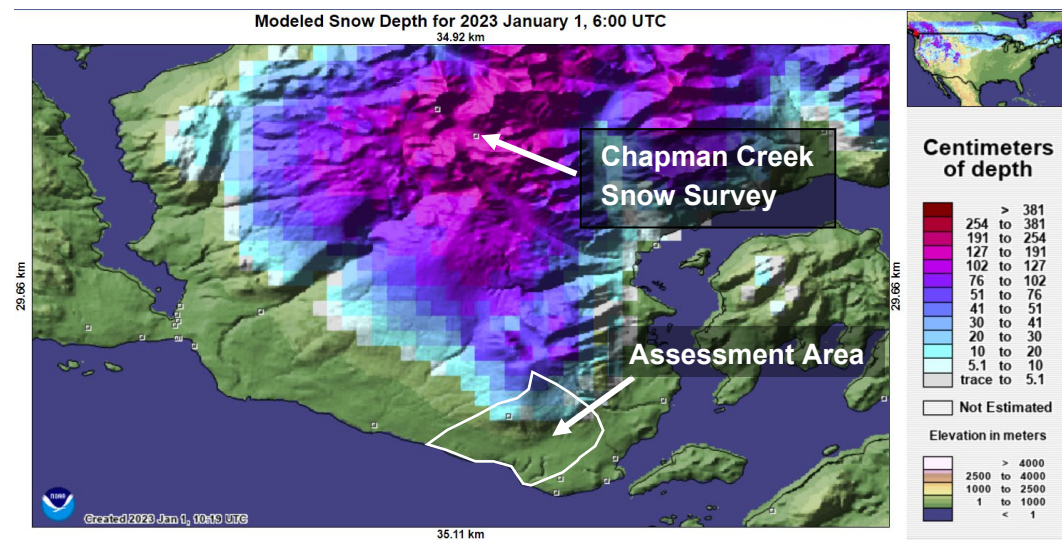 Modeled Snow Depth for 2023 January 1, 6:00 UTC
34.92 km
Chapman Creek
Snow Survey
29.66 km
29.66 km
Assessment Area
NOAA
Created 2023 Jan 1, 10:19 UTC
35.11 km
Centimeters
of depth
> 381
254 to 381
191 to 254
127 to 191
102 to 127
76 to 102
51 to 76
41 to 51
30 to 41
20 to 30
10 to 20
5.1 to 10
trace to 5.1
Not Estimated
Elevation in meters
> 4000
2500 to 4000
1000 to 2500
1 to 1000
< 1